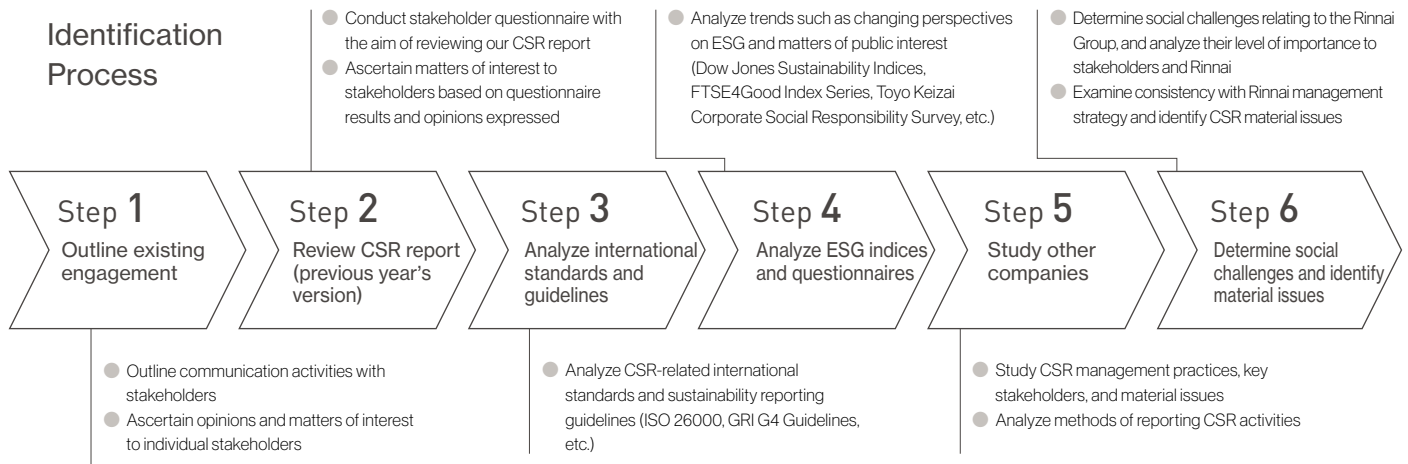 Identification
Process
● Conduct stakeholder questionnaire with
the aim of reviewing our CSR report
● Ascertain matters of interest to
stakeholders based on questionnaire
results and opinions expressed
● Analyze trends such as changing perspectives
on ESG and matters of public interest
(Dow Jones Sustainability Indices,
FTSE4Good Index Series, Toyo Keizai
Corporate Social Responsibility Survey, etc.)
● Determine social challenges relating to the Rinnai
Group, and analyze their level of importance to
stakeholders and Rinnai
● Examine consistency with Rinnai management
strategy and identify CSR material issues
Step 1
Outline existing
engagement
Step 2
Review CSR report
(previous year's
version)
Step 3
Analyze international
standards and
guidelines
Step 4
Analyze ESG indices
and questionnaires
Step 5
Study other
companies
Step 6
Determine social
challenges and identify
material issues
● Outline communication activities with
stakeholders
● Ascertain opinions and matters of interest
to individual stakeholders
● Analyze CSR-related international
standards and sustainability reporting
guidelines (ISO 26000, GRI G4 Guidelines,
etc.)
● Study CSR management practices, key
stakeholders, and material issues
● Analyze methods of reporting CSR activities